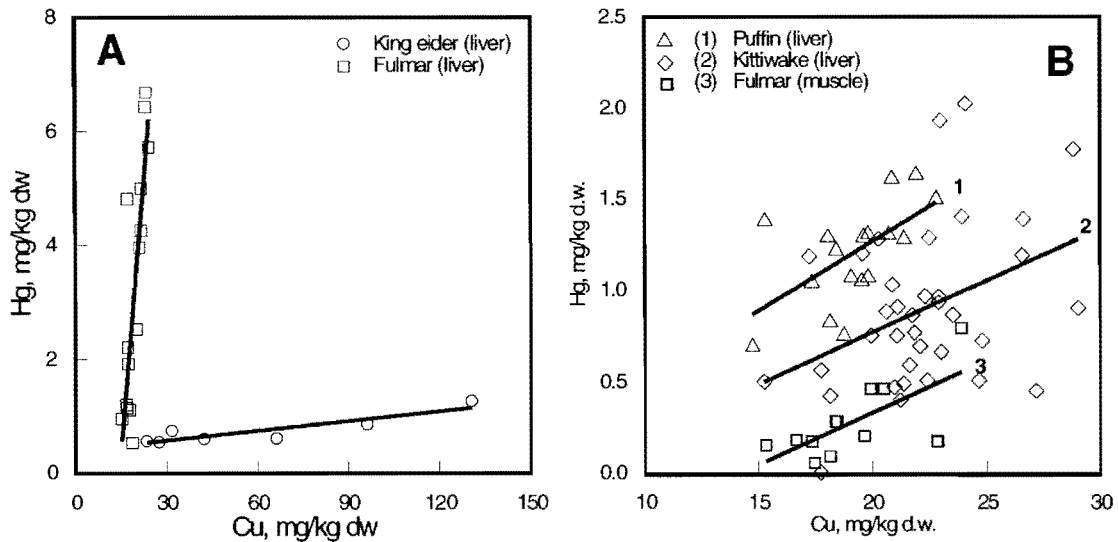 A
King eider (liver)
Fulmar (liver)
8
6
4
2
0
0
30
60
90
120
150
Hg, mg/kg dw
Cu, mg/kg dw
B
(1) Puffin (liver)
(2) Kittiwake (liver)
(3) Fulmar (muscle)
2.5
2.0
1.5
1.0
0.5
0.0
10
15
20
25
30
Hg, mg/kg d.w.
Cu, mg/kg d.w.
1
2
3